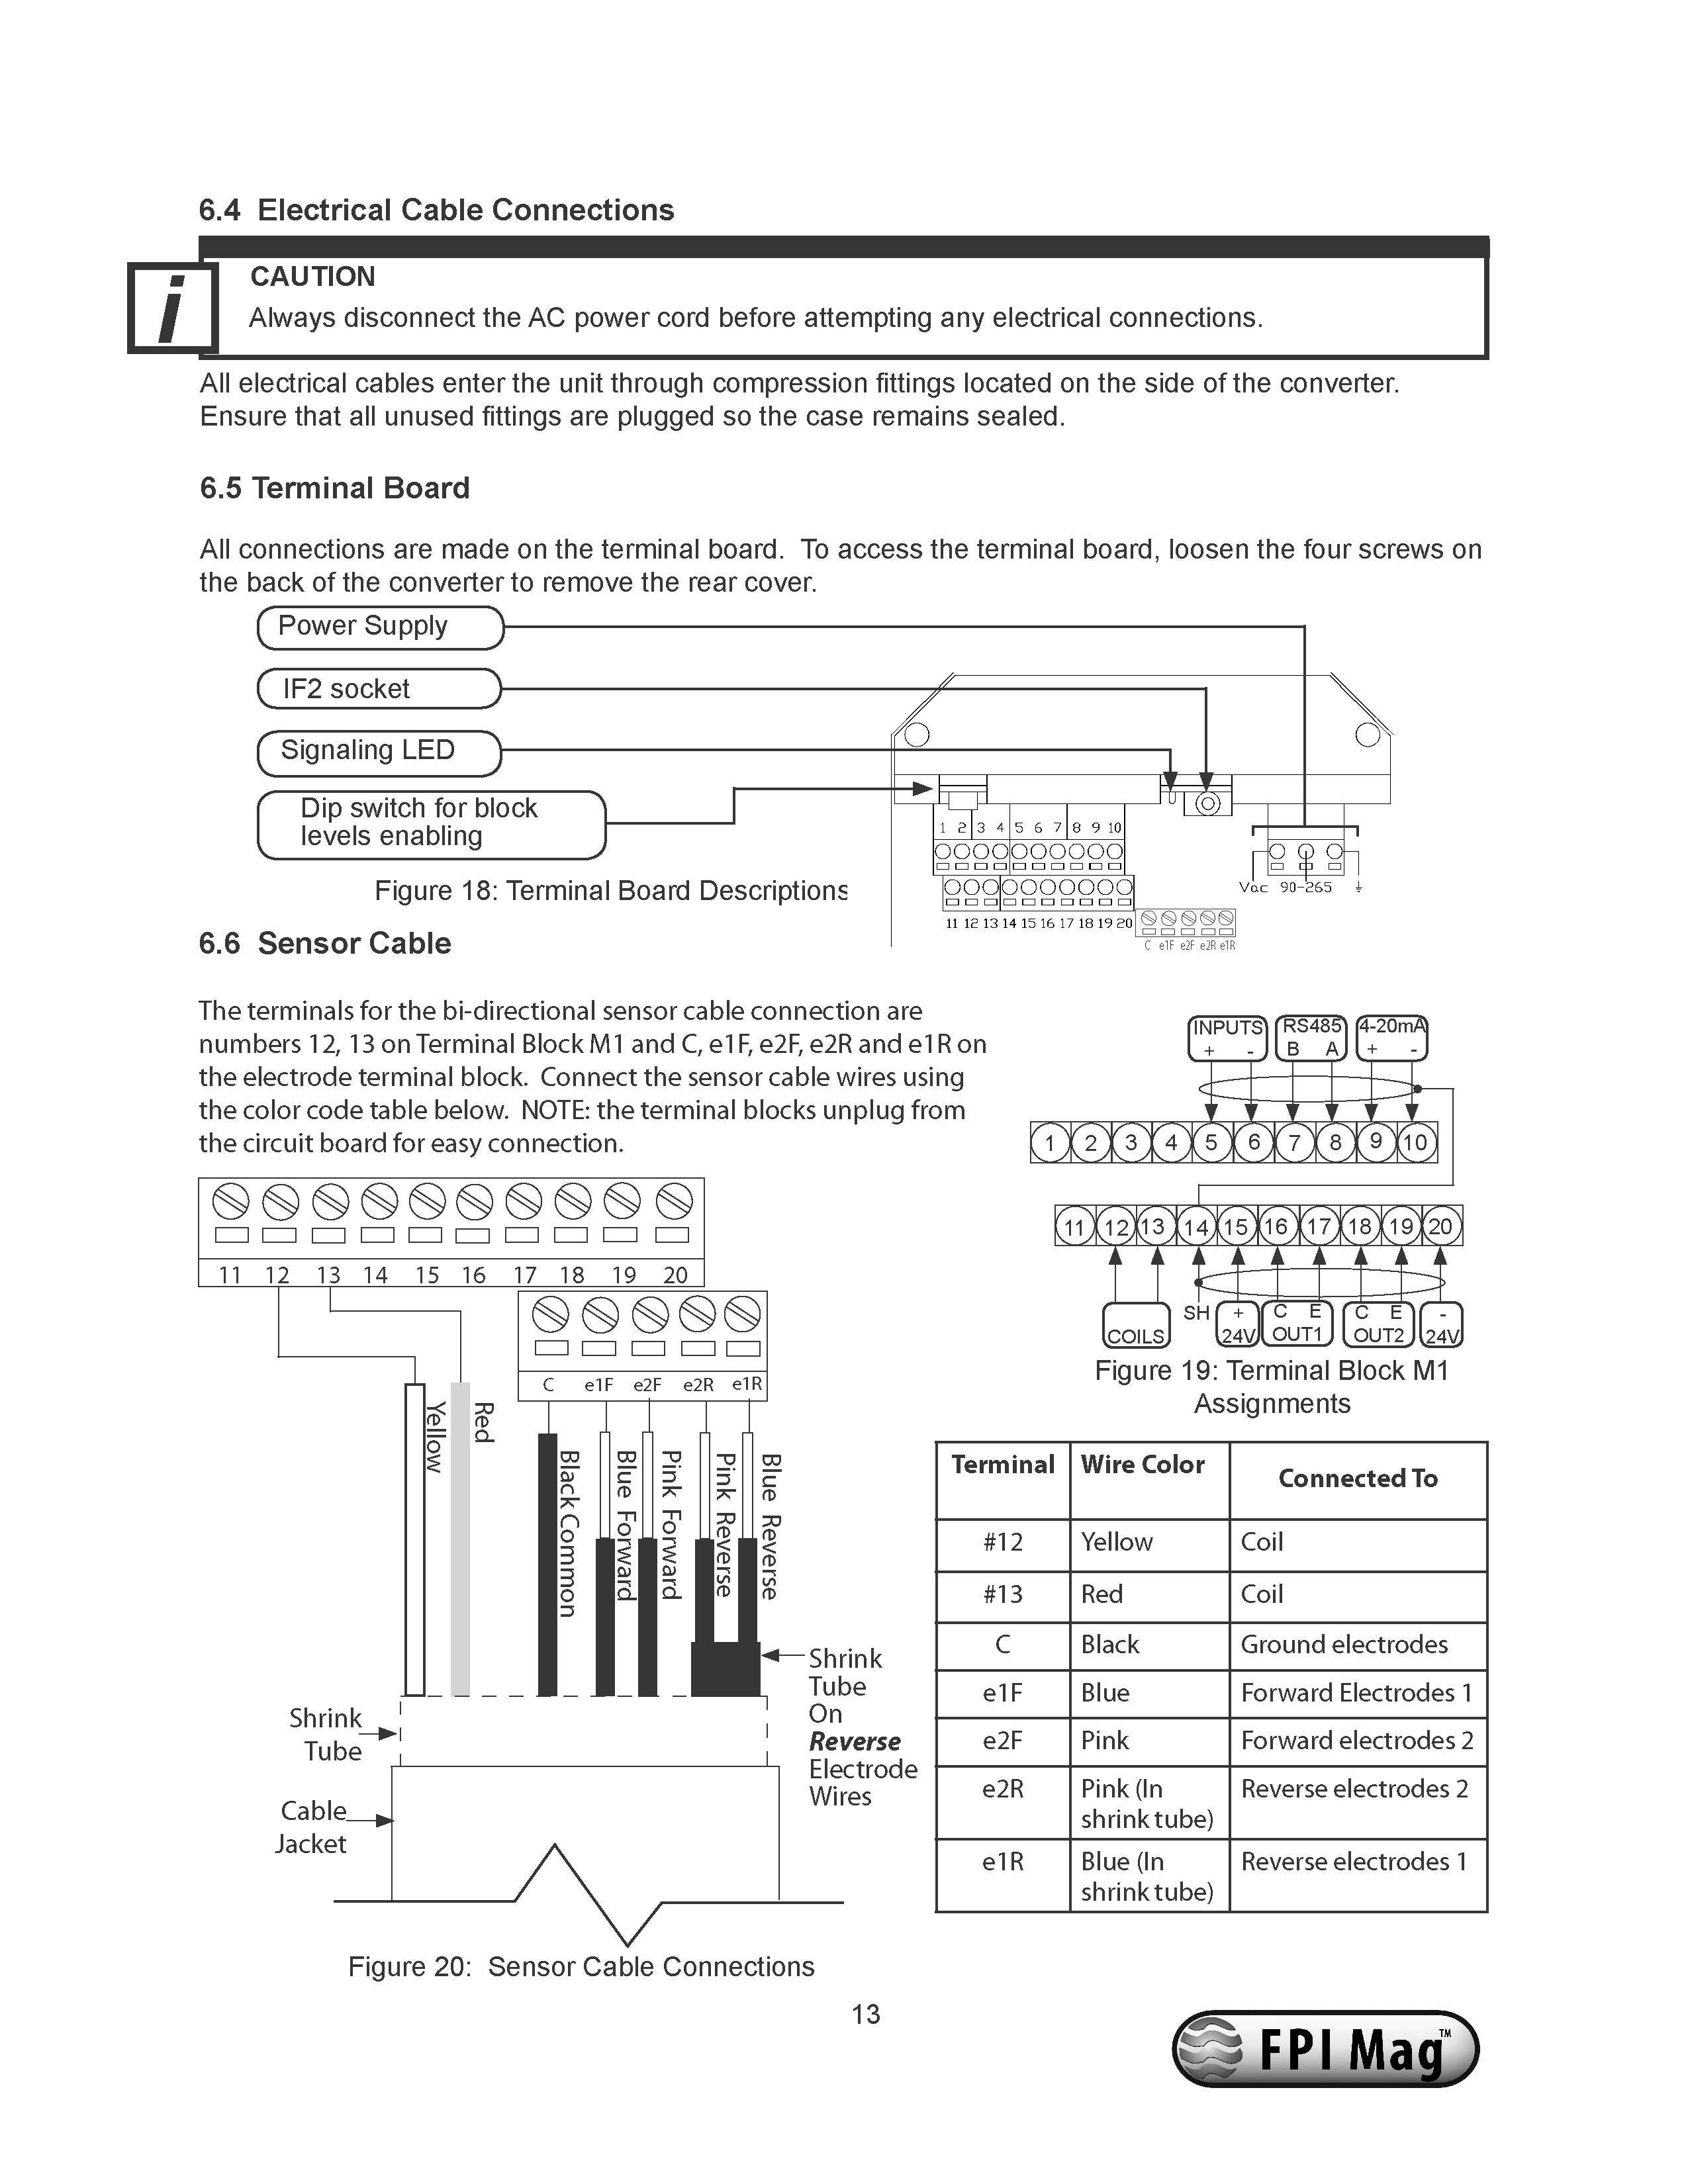 6.4  Electrical Cable Connections
i
CAUTION
Always disconnect the AC power cord before attempting any electrical connections.
All electrical cables enter the unit through compression fittings located on the side of the converter.
Ensure that all unused fittings are plugged so the case remains sealed.
6.5 Terminal Board
All connections are made on the terminal board.  To access the terminal board, loosen the four screws on
the back of the converter to remove the rear cover.
Power Supply
IF2 socket
Signaling LED
Dip switch for block
levels enabling
1 2 3 4 5 6 7 8 9 10
Vac 90-265
11 12 13 14 15 16 17 18 19 20
C e1F e2F e2R e1R
Figure 18: Terminal Board Descriptions
6.6  Sensor Cable
The terminals for the bi-directional sensor cable connection are
numbers 12, 13 on Terminal Block M1 and C, e1F, e2F, e2R and e1R on
the electrode terminal block.  Connect the sensor cable wires using
the color code table below.  NOTE: the terminal blocks unplug from
the circuit board for easy connection.
INPUTS RS485 4-20mA
+ - B A + -
1 2 3 4 5 6 7 8 9 10
11 12 13 14 15 16 17 18 19 20
COILS SH + 24V C E OUT1 C E OUT2 - 24V
Figure 19: Terminal Block M1
Assignments
11 12 13 14 15 16 17 18 19 20
C e1F e2F e2R e1R
Yellow
Red
Black Common
Blue Forward
Pink Forward
Pink Reverse
Blue Reverse
Shrink
Tube
On
Reverse
Electrode
Wires
Shrink
Tube
Cable
Jacket
Figure 20:  Sensor Cable Connections
Terminal Wire Color Connected To
#12 Yellow Coil
#13 Red Coil
C Black Ground electrodes
e1F Blue Forward Electrodes 1
e2F Pink Forward electrodes 2
e2R Pink (In Reverse electrodes 2
shrink tube)
e1R Blue (In Reverse electrodes 1
shrink tube)
13
FPI Mag™